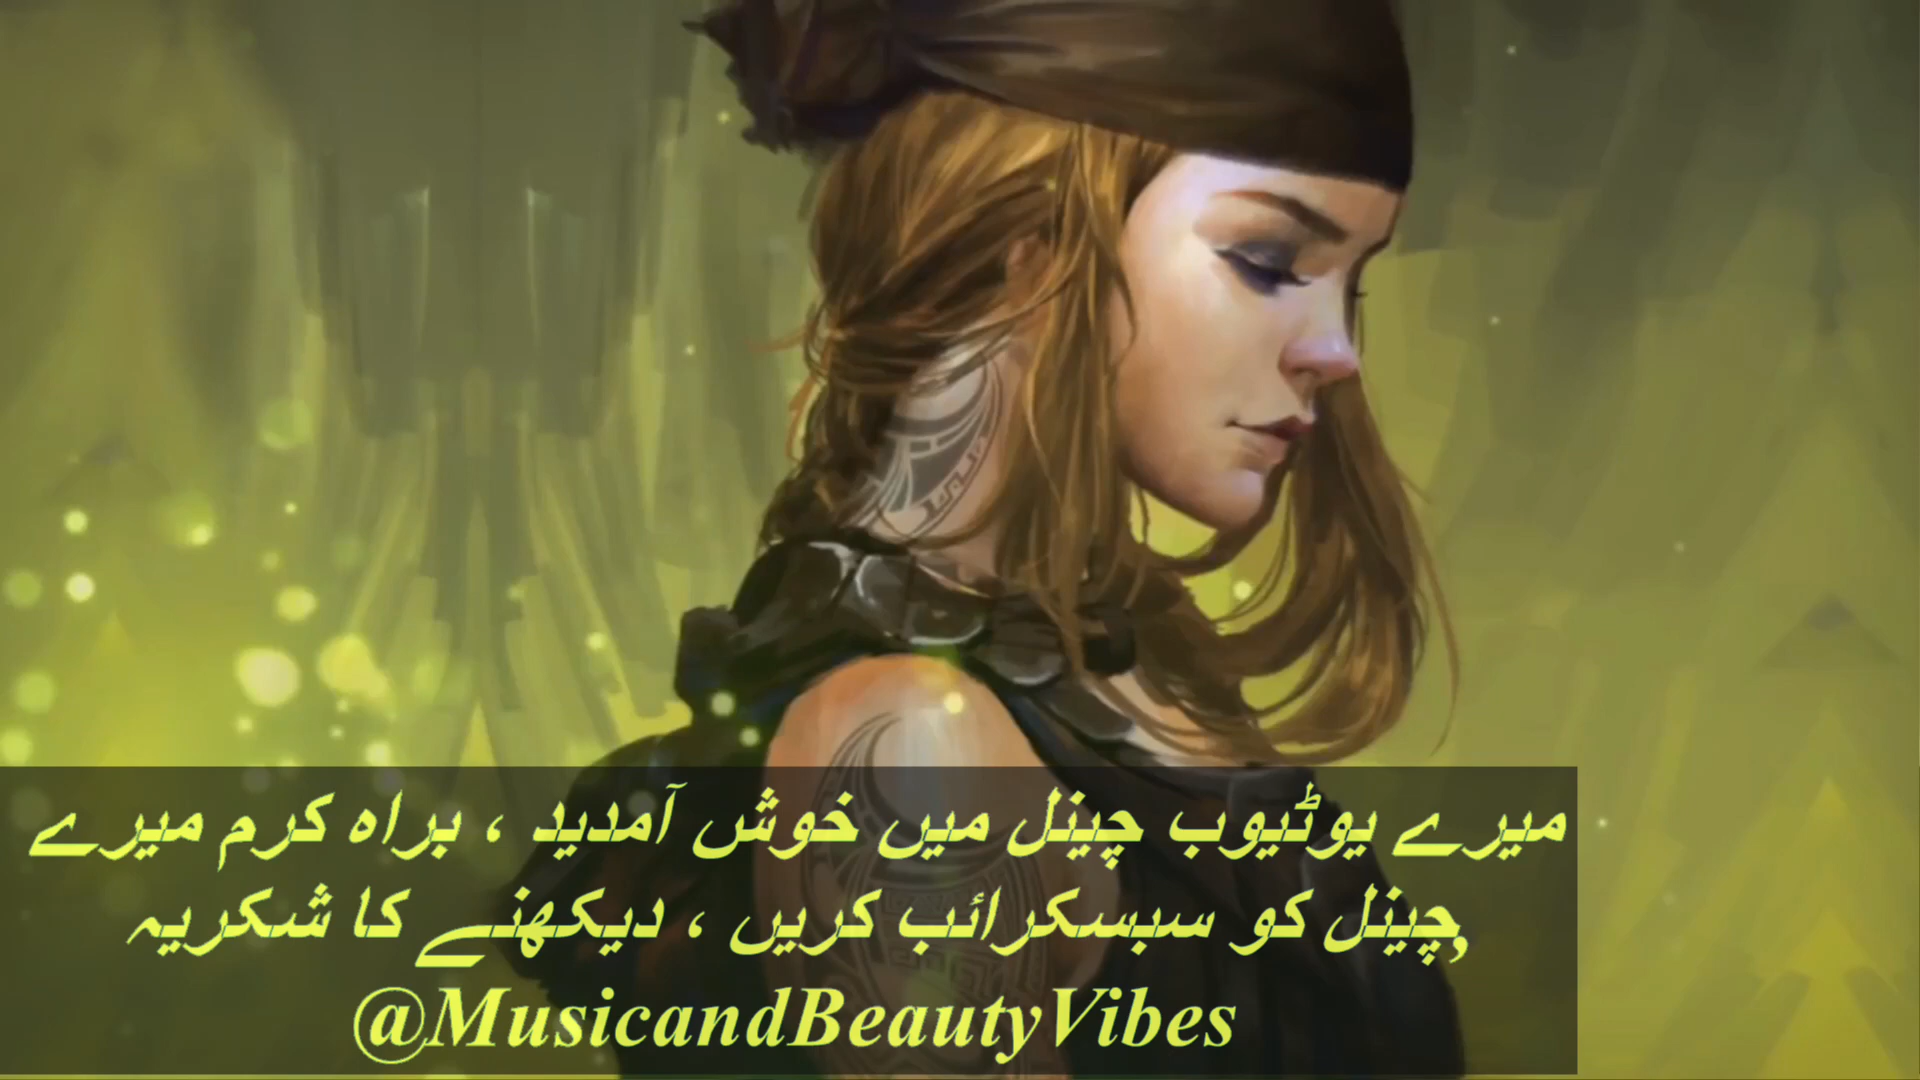 میرے یوٹیوب چینل میں خوش آمدید ، براہ کرم میرے
چینل کو سبسکرائب کریں ، دیکھنے کا شکریہ,
@MusicandBeautyVibes